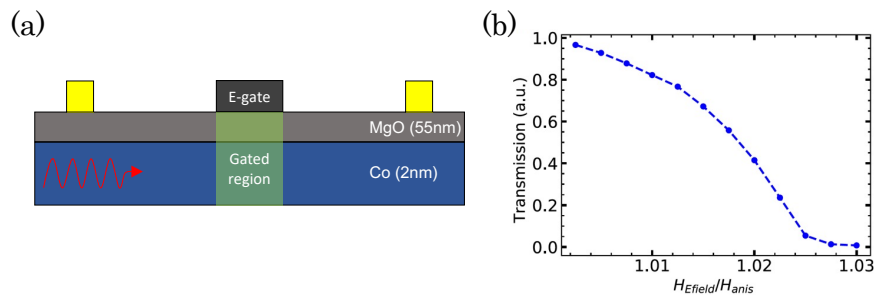 (a)
E-gate
MgO (55nm)
Gated
region
Co (2nm)
(b)
Transmission (a.u.)
1.0
0.8
0.6
0.4
0.2
0.0
1.01 1.02 1.03
H_Efield/H_anis